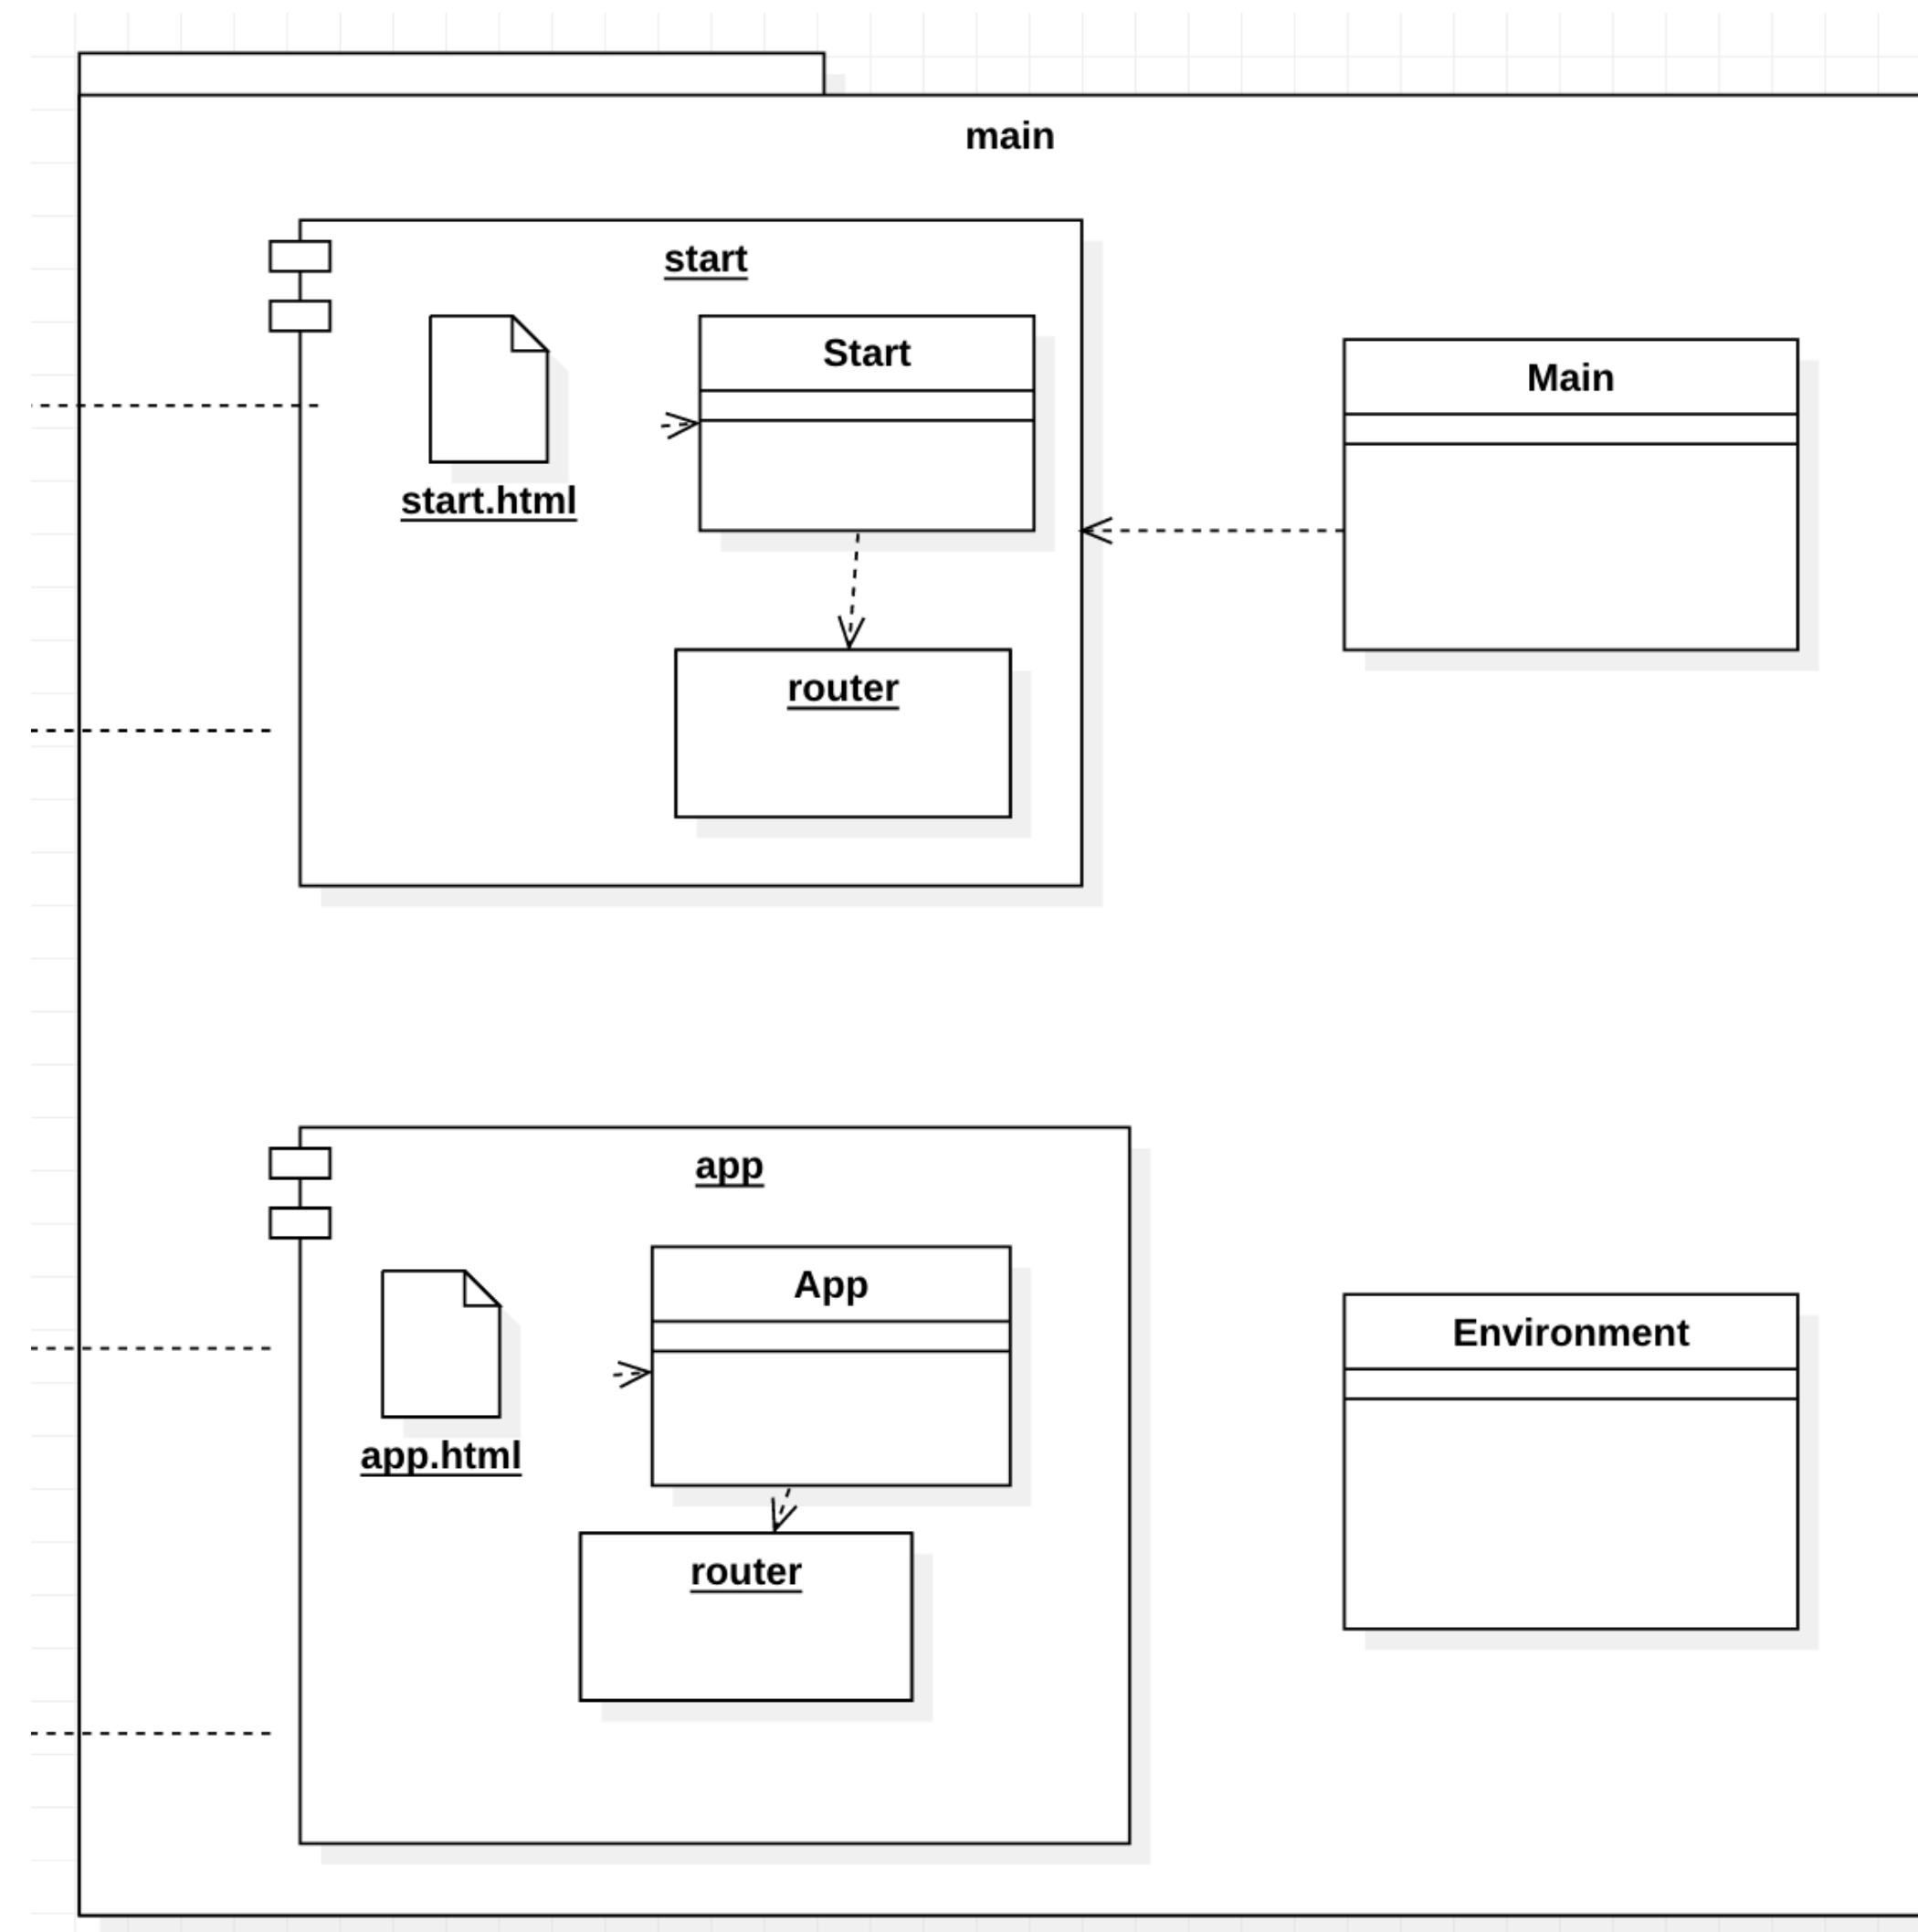 main
start
Start
start.html
Main
router
app
App
app.html
Environment
router